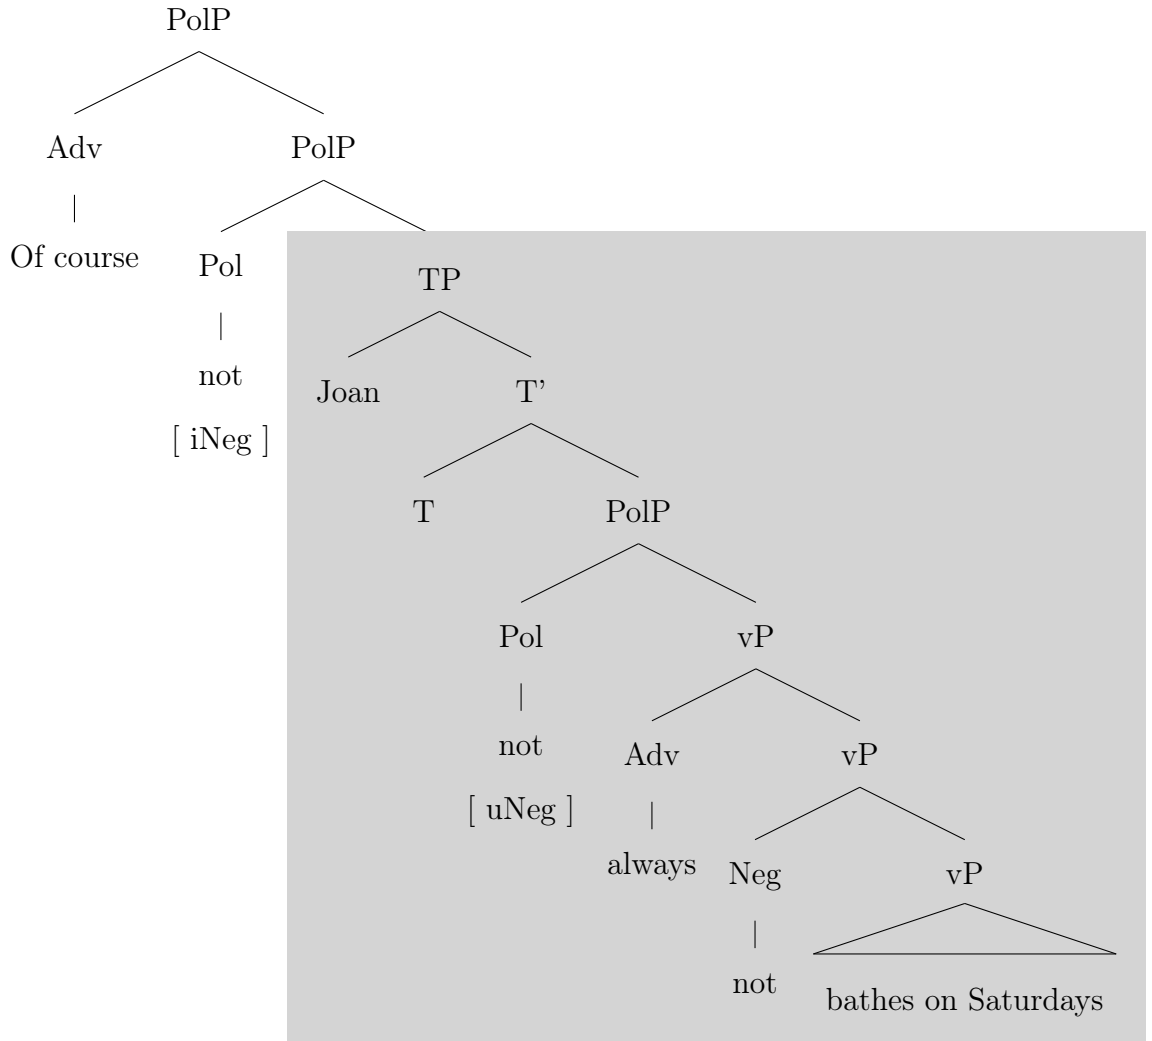 PolP
Adv PolP
Of course Pol TP
not Joan T'
[ iNeg ]
T PolP
Pol vP
not Adv vP
[ uNeg ]
always Neg vP
not bathes on Saturdays